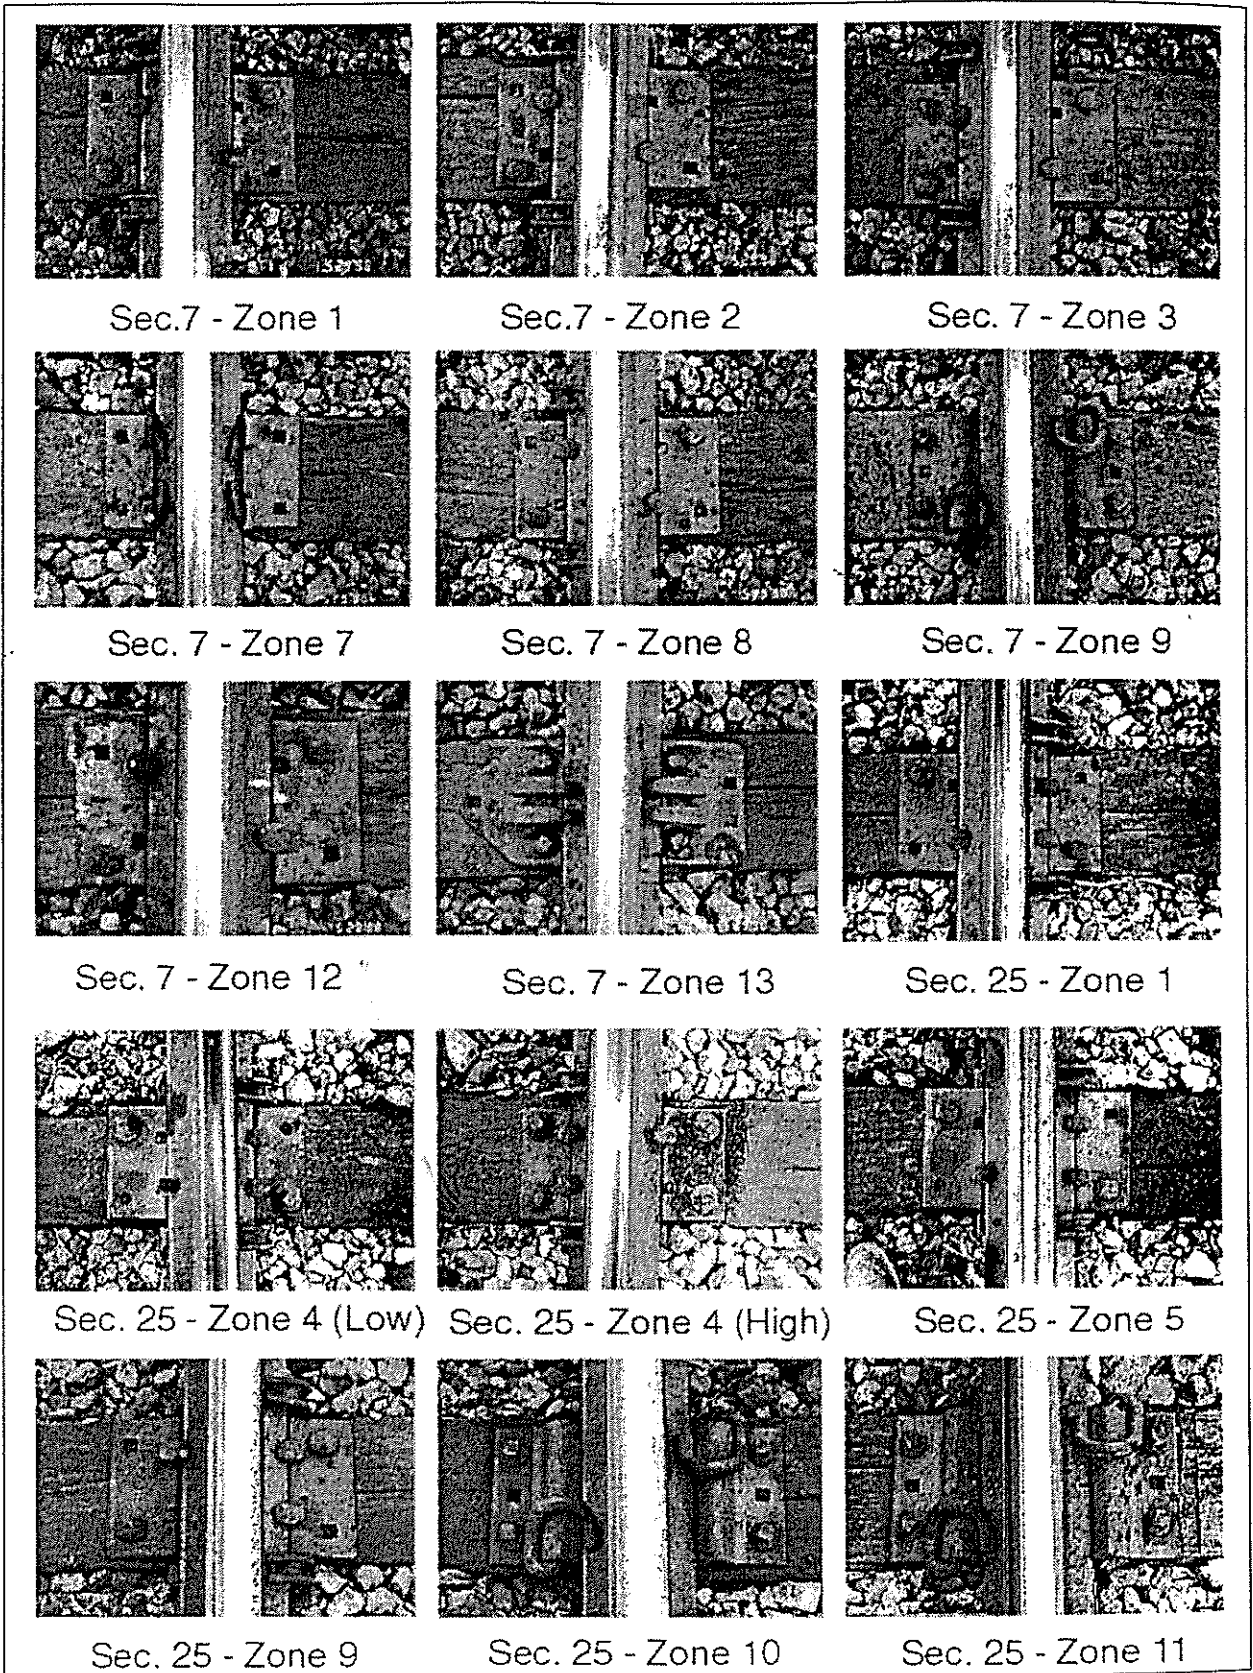 Sec.7 - Zone 1 Sec.7 - Zone 2 Sec. 7 - Zone 3
Sec. 7 - Zone 7 Sec. 7 - Zone 8 Sec. 7 - Zone 9
Sec. 7 - Zone 12 Sec. 7 - Zone 13 Sec. 25 - Zone 1
Sec. 25 - Zone 4 (Low) Sec. 25 - Zone 4 (High) Sec. 25 - Zone 5
Sec. 25 - Zone 9 Sec. 25 - Zone 10 Sec. 25 - Zone 11